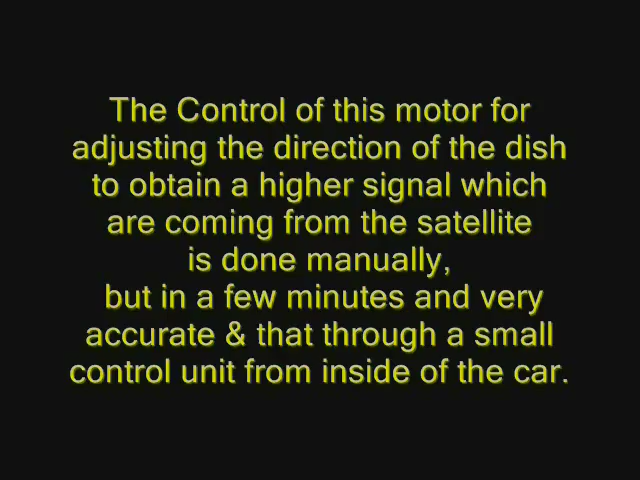 The Control of this motor for
adjusting the direction of the dish
to obtain a higher signal which
are coming from the satellite
is done manually,
but in a few minutes and very
accurate & that through a small
control unit from inside of the car.